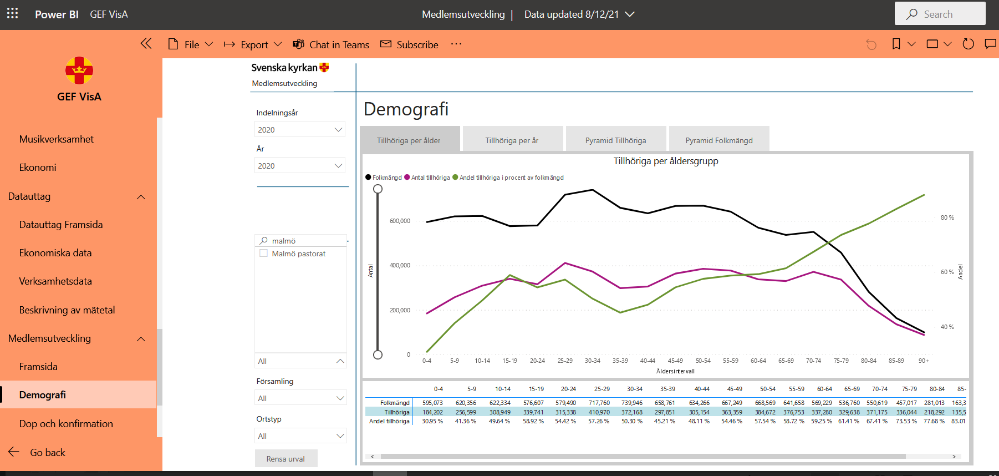 Power BI GEF VisA Medlemsutveckling | Data updated 8/12/21 Search
File Export Chat in Teams Subscribe ...
GEF VisA
Musikverksamhet
Ekonomi
Datauttag
Datauttag Framsida
Ekonomiska data
Verksamhetsdata
Beskrivning av mätetal
Medlemsutveckling
Framsida
Demografi
Dop och konfirmation
Go back
Svenska kyrkan
Medlemsutveckling
Indelningsår
2020
År
2020
malmö
Malmö pastorat
All
Församling
All
Ortstyp
All
Rensa urval
Demografi
Tillhöriga per ålder Tillhöriga per år Pyramid Tillhöriga Pyramid Folkmängd
Tillhöriga per åldersgrupp
Folkmängd Antal tillhöriga Andel tillhöriga i procent av folkmängd
600,000 80 %
400,000 60 %
Antal Andel
200,000 40 %
0
0-4 5-9 10-14 15-19 20-24 25-29 30-34 35-39 40-44 45-49 50-54 55-59 60-64 65-69 70-74 75-79 80-84 85-89 90+
Åldersintervall
0-4 5-9 10-14 15-19 20-24 25-29 30-34 35-39 40-44 45-49 50-54 55-59 60-64 65-69 70-74 75-79 80-84 85-
Folkmängd 595,073 620,356 622,334 576,607 579,490 717,760 739,946 658,761 634,266 667,249 668,569 641,658 569,229 536,760 550,619 457,017 281,013 163,3
Tillhöriga 184,202 256,599 308,949 339,741 315,338 410,970 372,168 297,851 305,154 363,359 384,672 376,753 337,280 329,638 371,175 336,044 218,292 135,5
Andel tillhöriga 30.95 % 41.36 % 49.64 % 58.92 % 54.42 % 57.26 % 50.30 % 45.21 % 48.11 % 54.46 % 57.54 % 58.72 % 59.25 % 61.41 % 67.41 % 73.53 % 77.68 % 83.01